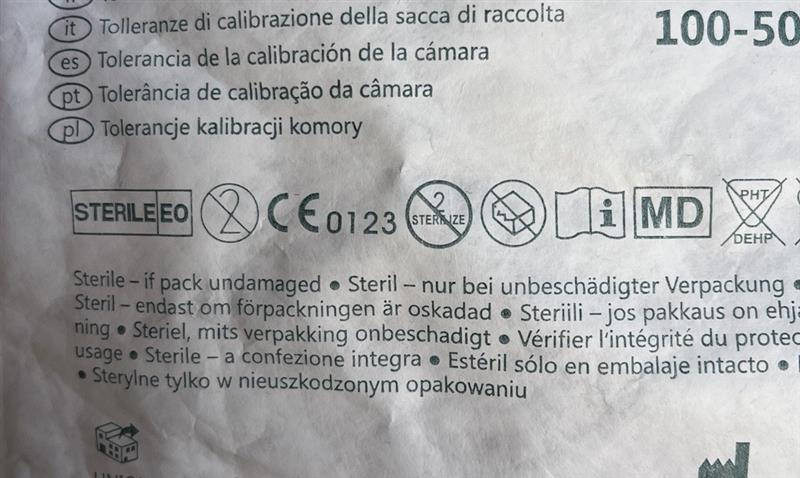 it Tolleranze di calibrazione della sacca di raccolta
100-50
es Tolerancia de la calibración de la cámara
pt Tolerância de calibração da câmara
pl Tolerancje kalibracji komory
STERILE EO 2 CE 0123 2 STERILIZE i MD PHT DEHP
Sterile – if pack undamaged • Steril – nur bei unbeschädigter Verpackung •
Steril – endast om förpackningen är oskadad • Steriili – jos pakkaus on
ning • Steriel, mits verpakking onbeschadigt • Vérifier l'intégrité du
usage • Sterile – a confezione integra • Estéril sólo en embalaje intacto •
• Sterylne tylko w nieuszkodzonym opakowaniu